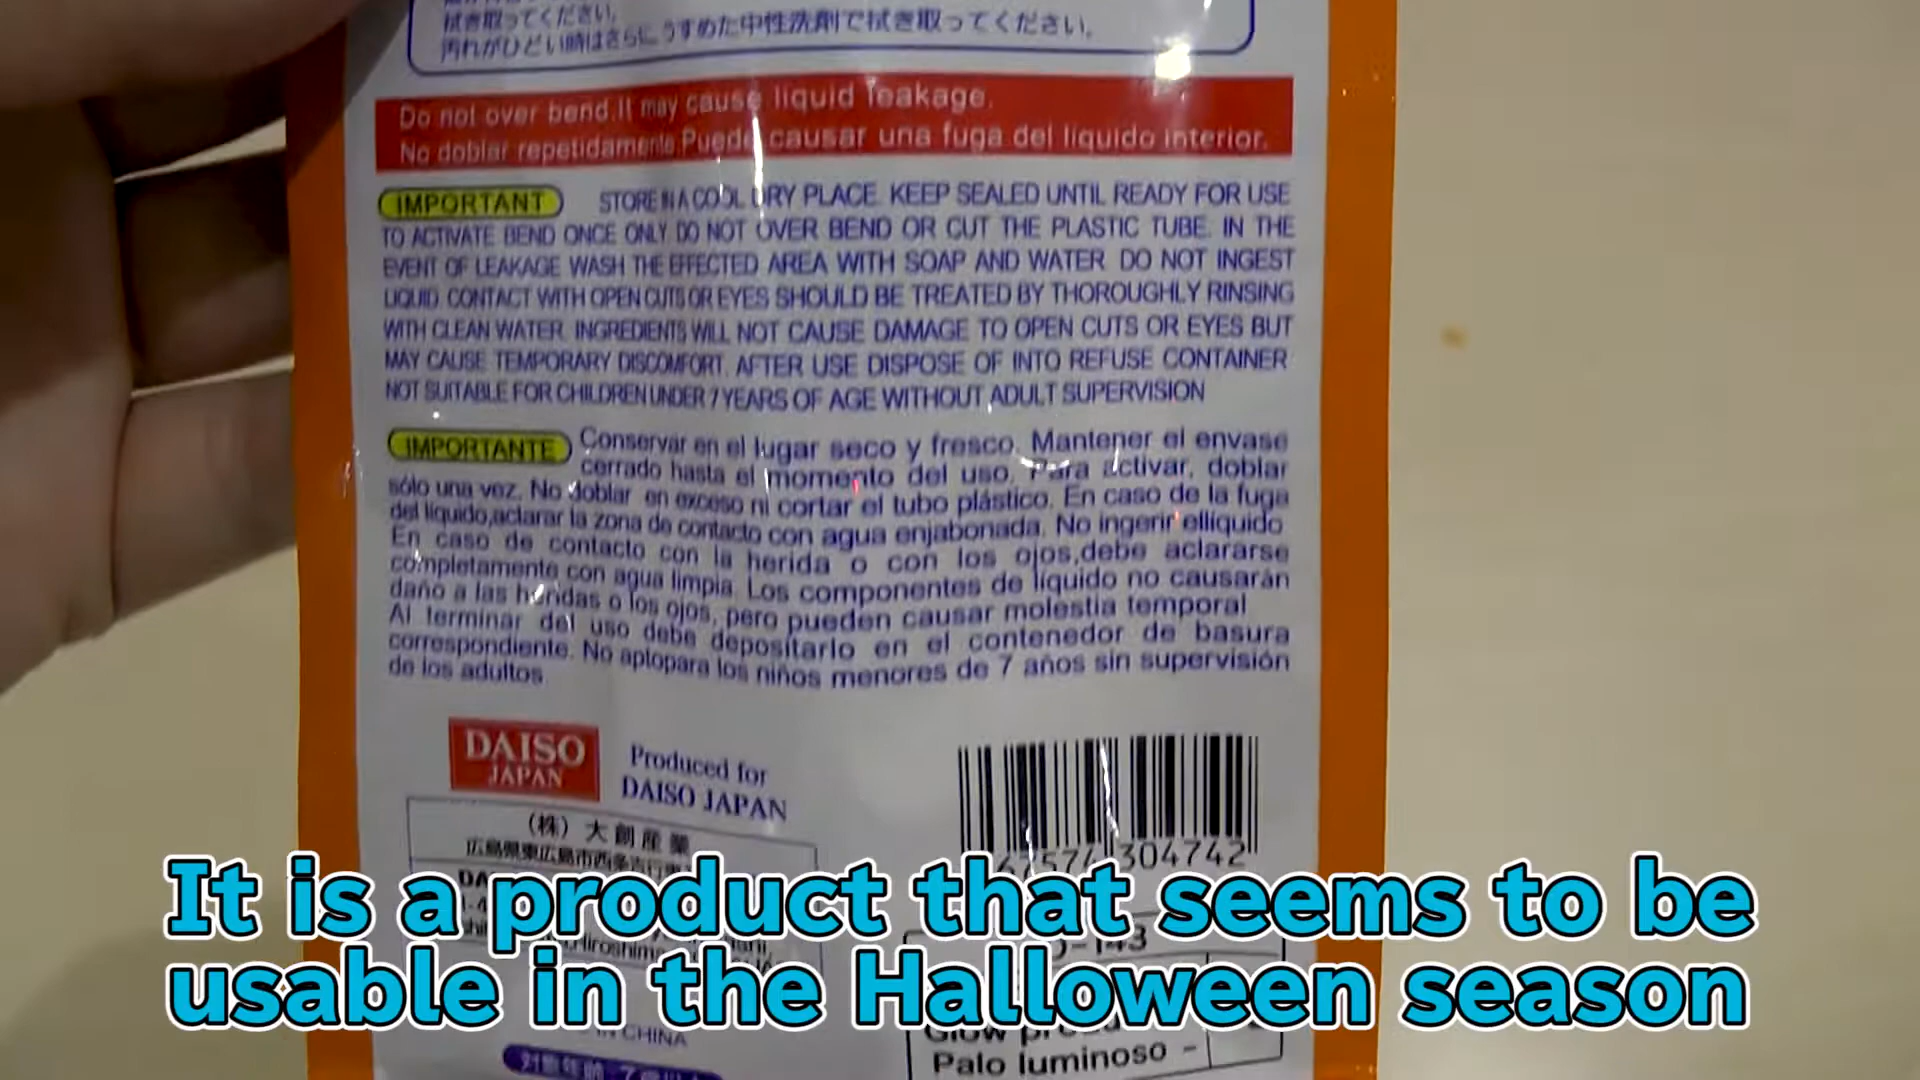 拭き取ってください。
汚れがひどい時はさらにうすめた中性洗剤で拭き取ってください。
Do not over bend.It may cause liquid leakage.
No doblar repetidamente.Puede causar una fuga del liquido interior.
IMPORTANT STORE IN A COOL DRY PLACE. KEEP SEALED UNTIL READY FOR USE
TO ACTIVATE BEND ONCE ONLY. DO NOT OVER BEND OR CUT THE PLASTIC TUBE. IN THE
EVENT OF LEAKAGE WASH THE EFFECTED AREA WITH SOAP AND WATER. DO NOT INGEST
LIQUID. CONTACT WITH OPEN CUTS OR EYES SHOULD BE TREATED BY THOROUGHLY RINSING
WITH CLEAN WATER. INGREDIENTS WILL NOT CAUSE DAMAGE TO OPEN CUTS OR EYES BUT
MAY CAUSE TEMPORARY DISCOMFORT. AFTER USE DISPOSE OF INTO REFUSE CONTAINER
NOT SUITABLE FOR CHILDREN UNDER 7 YEARS OF AGE WITHOUT ADULT SUPERVISION
IMPORTANTE Conservar en el lugar seco y fresco. Mantener el envase
cerrado hasta el momento del uso. Para activar, doblar
sólo una vez. No doblar en exceso ni cortar el tubo plástico. En caso de la fuga
del líquido,aclarar la zona de contacto con agua enjabonada. No ingerir elliquido
En caso de contacto con la herida o con los ojos,debe aclararse
completamente con agua limpia. Los componentes de líquido no causarán
daño a las heridas o los ojos, pero pueden causar molestia temporal
Al terminar del uso debe depositarlo en el contenedor de basura
correspondiente. No aptopara los niños menores de 7 años sin supervisión
de los adultos
DAISO
JAPAN
Produced for
DAISO JAPAN
(株)大創産業
広島県東広島市西条吉行東
304742
It is a product that seems to be
usable in the Halloween season
CHINA
Glow
Palo luminoso -